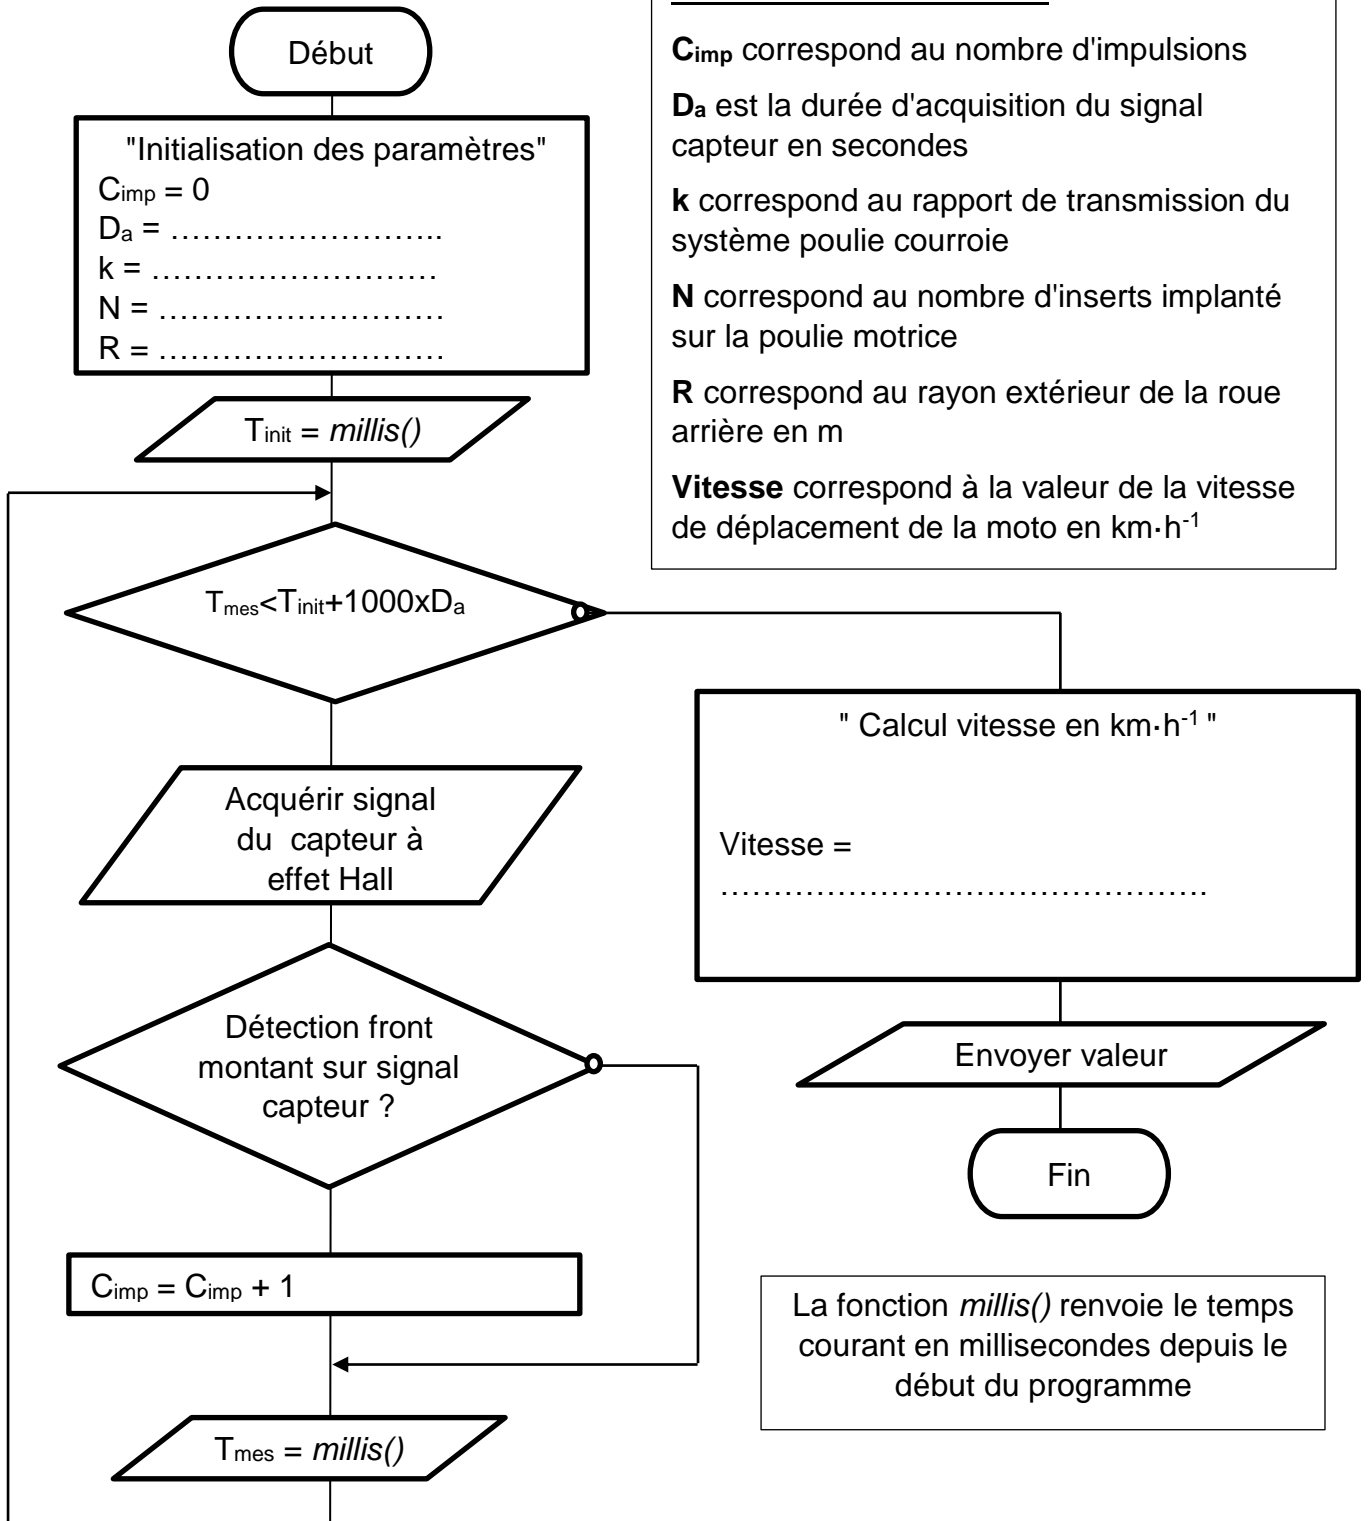 Début
"Initialisation des paramètres"
Cimp = 0
Da = ……………………..
k = ………………………
N = ………………………
R = ………………………
Tinit = millis()
Tmes<Tinit+1000xDa
Acquérir signal
du capteur à
effet Hall
Détection front
montant sur signal
capteur ?
Cimp = Cimp + 1
Tmes = millis()
Cimp correspond au nombre d'impulsions
Da est la durée d'acquisition du signal
capteur en secondes
k correspond au rapport de transmission du
système poulie courroie
N correspond au nombre d'inserts implanté
sur la poulie motrice
R correspond au rayon extérieur de la roue
arrière en m
Vitesse correspond à la valeur de la vitesse
de déplacement de la moto en km·h-1
" Calcul vitesse en km·h-1 "
Vitesse =
……………………………………….
Envoyer valeur
Fin
La fonction millis() renvoie le temps
courant en millisecondes depuis le
début du programme